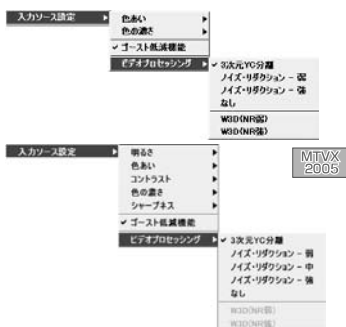 入力ソース設定
色あい
色の濃さ
✓ ゴースト低減機能
ビデオプロセッシング
✓ 3次元YC分離
ノイズ・リダクション － 弱
ノイズ・リダクション － 強
なし
W3D(NR弱)
W3D(NR強)
入力ソース設定
明るさ
色あい
コントラスト
色の濃さ
シャープネス
✓ ゴースト低減機能
ビデオプロセッシング
✓ 3次元YC分離
ノイズ・リダクション － 弱
ノイズ・リダクション － 中
ノイズ・リダクション － 強
なし
W3D(NR弱)
W3D(NR強)
MTVX
2005